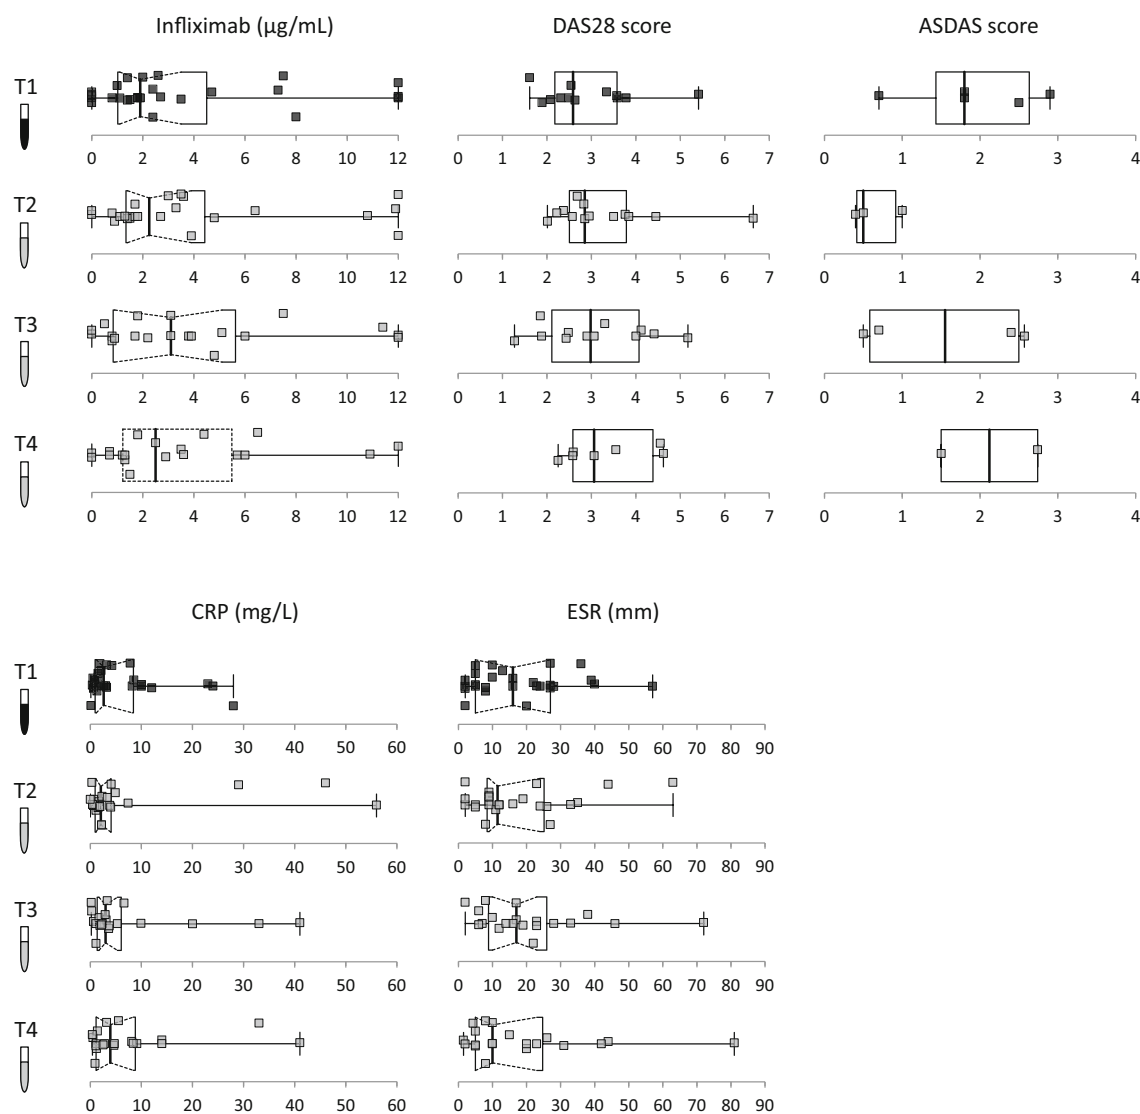 Infliximab (µg/mL) DAS28 score ASDAS score
T1
0 2 4 6 8 10 12 0 1 2 3 4 5 6 7 0 1 2 3 4
T2
0 2 4 6 8 10 12 0 1 2 3 4 5 6 7 0 1 2 3 4
T3
0 2 4 6 8 10 12 0 1 2 3 4 5 6 7 0 1 2 3 4
T4
0 2 4 6 8 10 12 0 1 2 3 4 5 6 7 0 1 2 3 4
CRP (mg/L) ESR (mm)
T1
0 10 20 30 40 50 60 0 10 20 30 40 50 60 70 80 90
T2
0 10 20 30 40 50 60 0 10 20 30 40 50 60 70 80 90
T3
0 10 20 30 40 50 60 0 10 20 30 40 50 60 70 80 90
T4
0 10 20 30 40 50 60 0 10 20 30 40 50 60 70 80 90